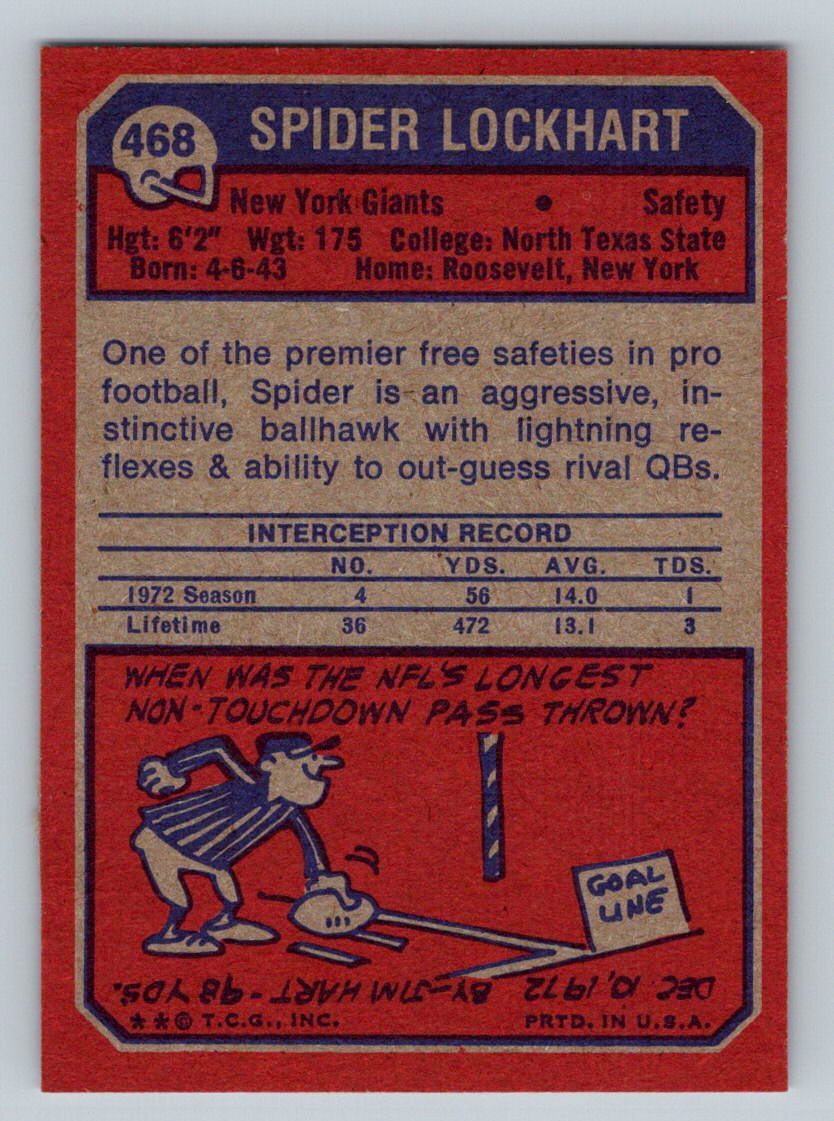 468
SPIDER LOCKHART
New York Giants • Safety
Hgt: 6'2" Wgt: 175 College: North Texas State
Born: 4-6-43 Home: Roosevelt, New York
One of the premier free safeties in pro
football, Spider is an aggressive, in-
stinctive ballhawk with lightning re-
flexes & ability to out-guess rival QBs.
INTERCEPTION RECORD
NO. YDS. AVG. TDS.
1972 Season 4 56 14.0 1
Lifetime 36 472 13.1 3
WHEN WAS THE NFL'S LONGEST
NON-TOUCHDOWN PASS THROWN?
GOAL
LINE
DEC 10, 1972 BY-JIM HART-98 YDS.
* * © T.C.G., INC. PRTD. IN U.S.A.